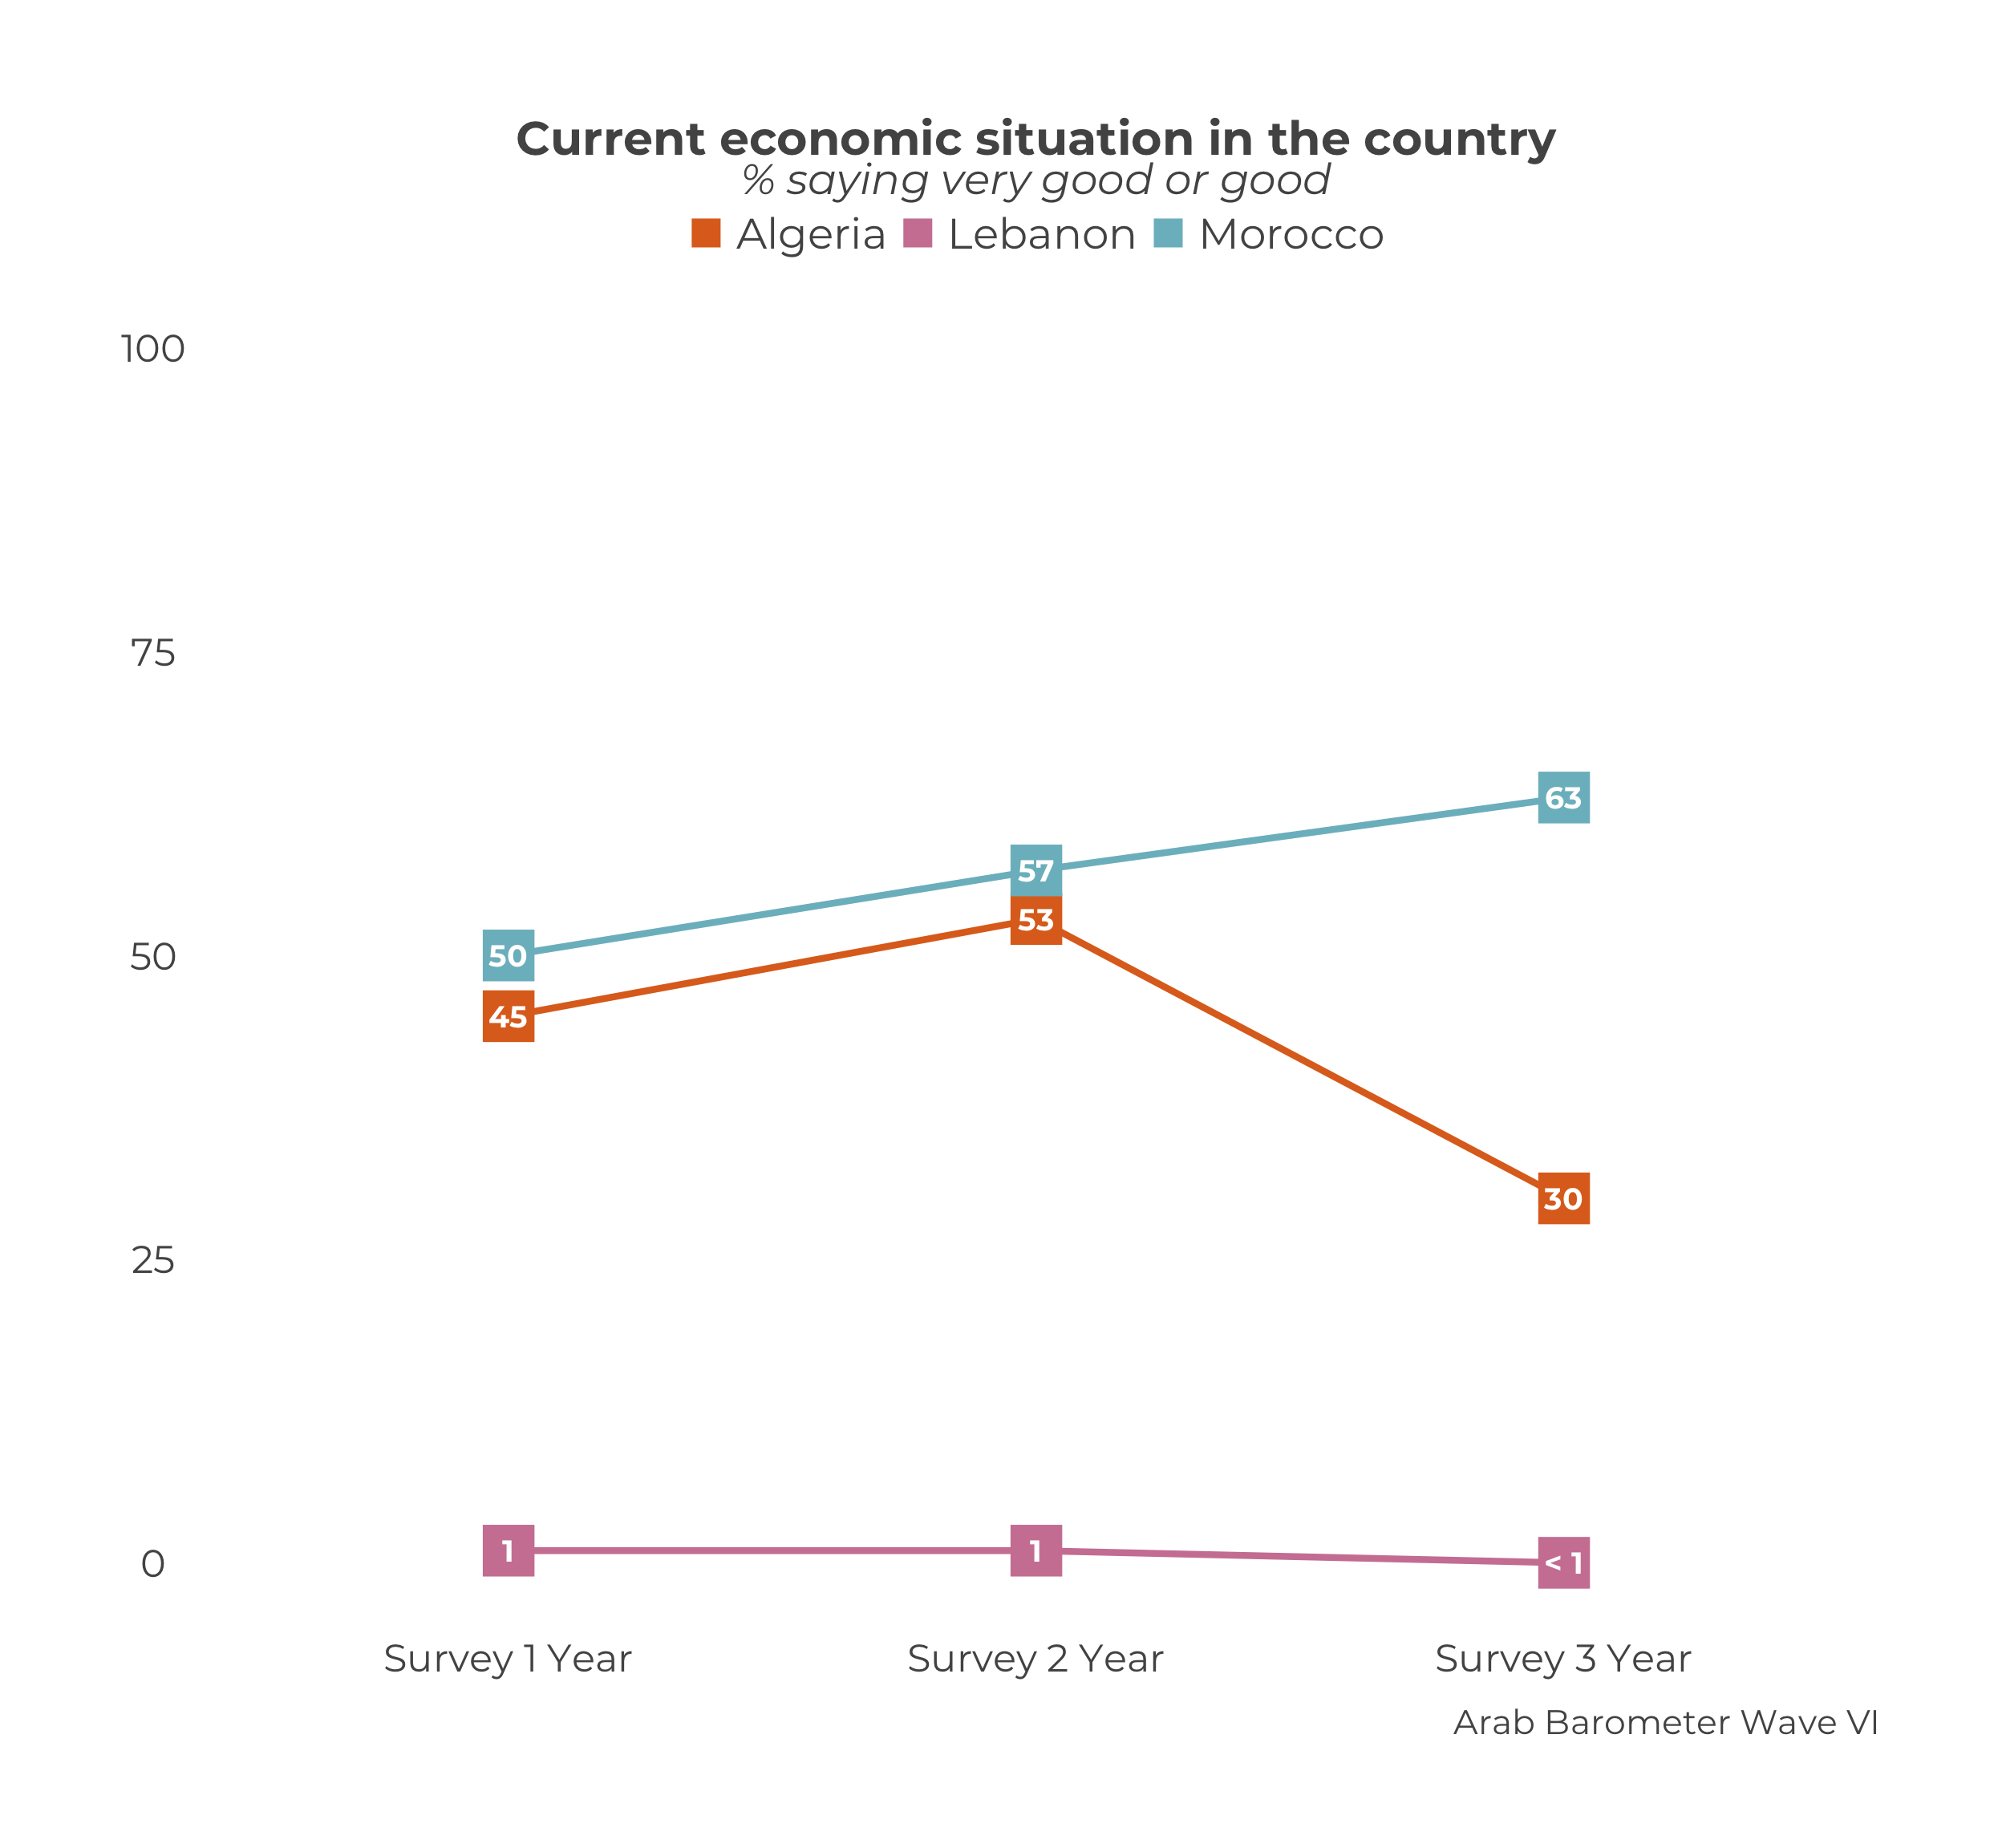 Current economic situation in the country
% saying very good or good
Algeria Lebanon Morocco
100
75
63
57
50 50
53
45
30
25
0
1 1 < 1
Survey 1 Year Survey 2 Year Survey 3 Year
Arab Barometer Wave VI